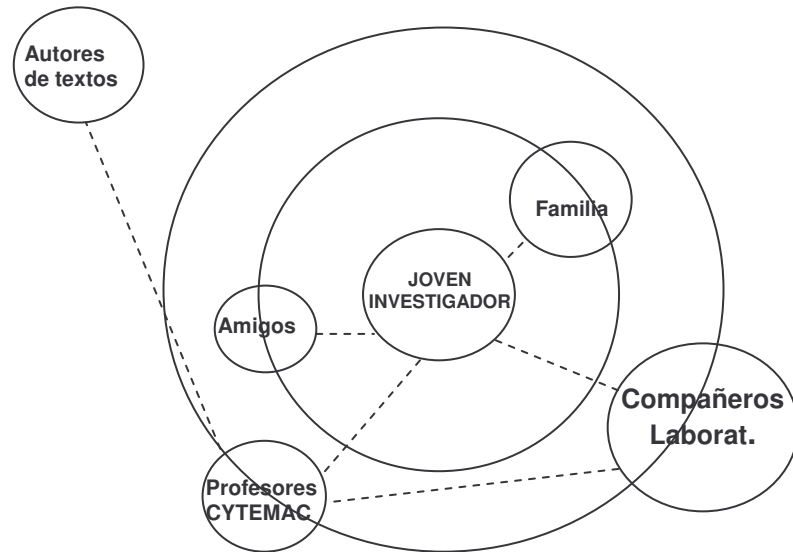 Autores
de textos
Familia
JOVEN
INVESTIGADOR
Amigos
Compañeros
Laborat.
Profesores
CYTEMAC